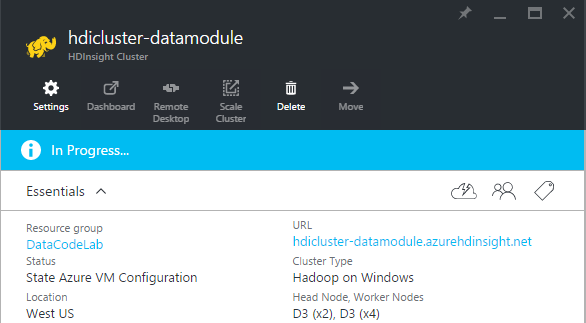 hdicluster-datamodule
HDInsight Cluster
Settings
Dashboard
Remote
Desktop
Scale
Cluster
Delete
Move
In Progress...
Essentials
Resource group
DataCodeLab
Status
State Azure VM Configuration
Location
West US
URL
hdicluster-datamodule.azurehdinsight.net
Cluster Type
Hadoop on Windows
Head Node, Worker Nodes
D3 (x2), D3 (x4)